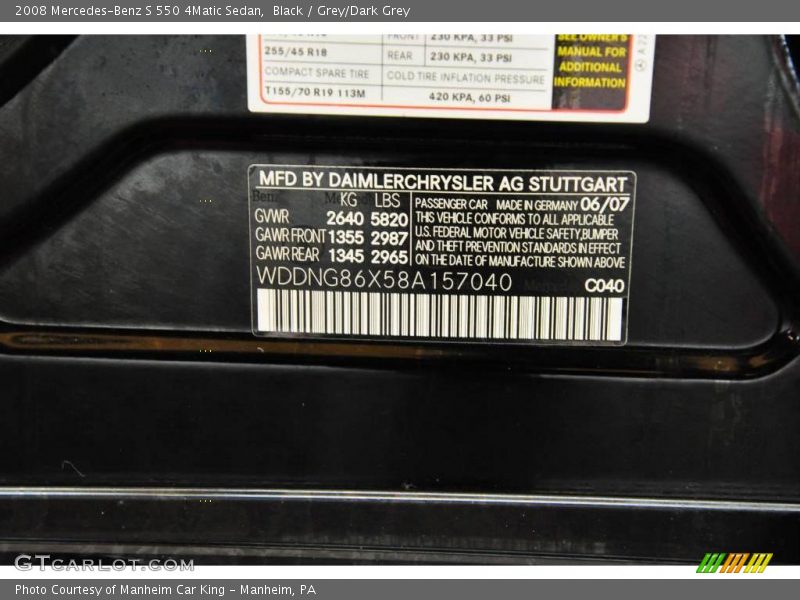 2008 Mercedes-Benz S 550 4Matic Sedan, Black / Grey/Dark Grey
FRONT 230 KPA, 33 PSI
255/45 R18 REAR 230 KPA, 33 PSI
COMPACT SPARE TIRE COLD TIRE INFLATION PRESSURE
T155/70 R19 113M 420 KPA, 60 PSI
SEE OWNER'S
MANUAL FOR
ADDITIONAL
INFORMATION
MFD BY DAIMLERCHRYSLER AG STUTTGART
KG LBS
GVWR 2640 5820
GAWR FRONT 1355 2987
GAWR REAR 1345 2965
PASSENGER CAR MADE IN GERMANY 06/07
THIS VEHICLE CONFORMS TO ALL APPLICABLE
U.S. FEDERAL MOTOR VEHICLE SAFETY,BUMPER
AND THEFT PREVENTION STANDARDS IN EFFECT
ON THE DATE OF MANUFACTURE SHOWN ABOVE
WDDNG86X58A157040 C040
GTCARLOT.COM
Photo Courtesy of Manheim Car King - Manheim, PA